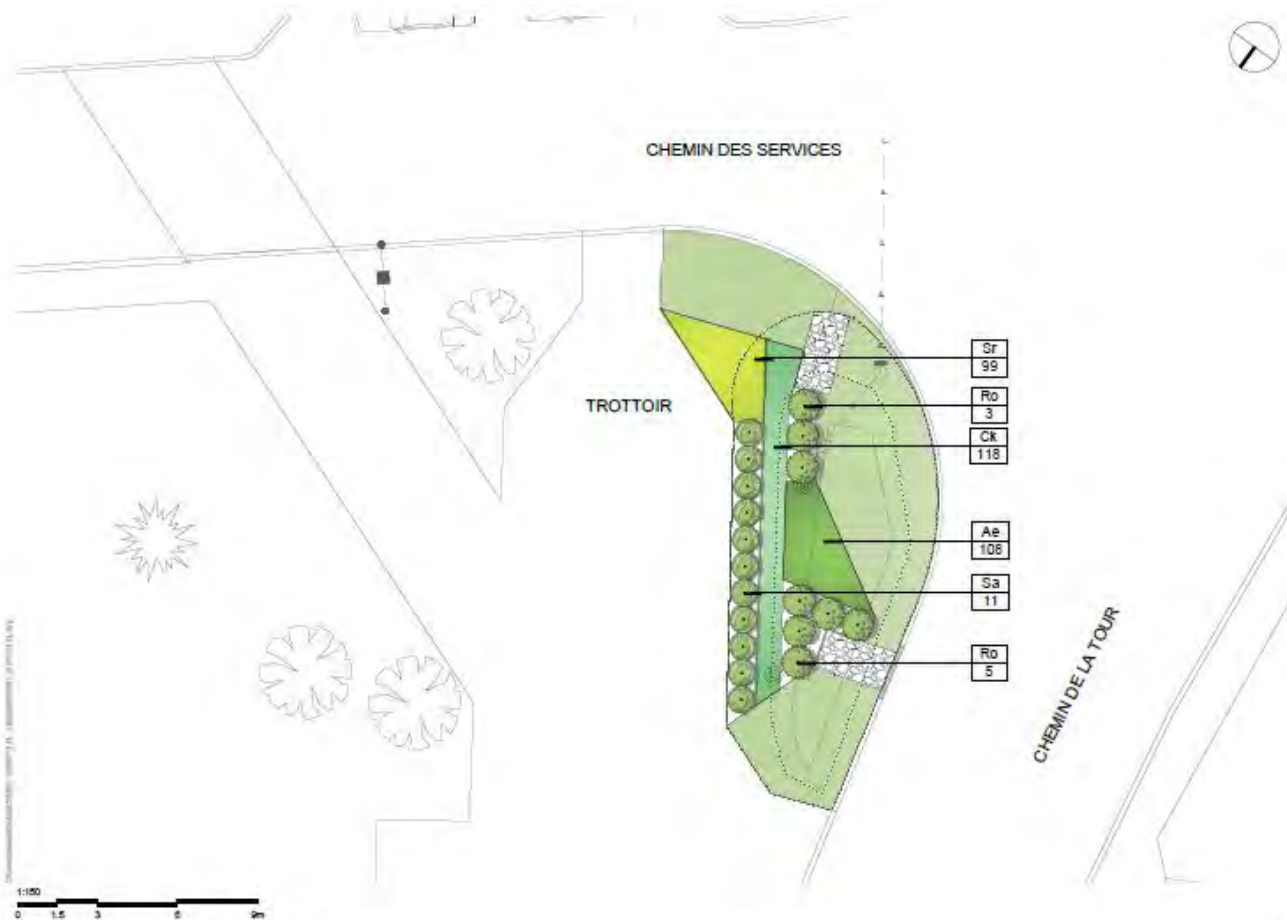 CHEMIN DES SERVICES
TROTTOIR
Sr
99
Ro
3
Ck
118
Ae
108
Sa
11
Ro
5
CHEMIN DE LA TOUR
1:150
0 1.5 3 6 9m